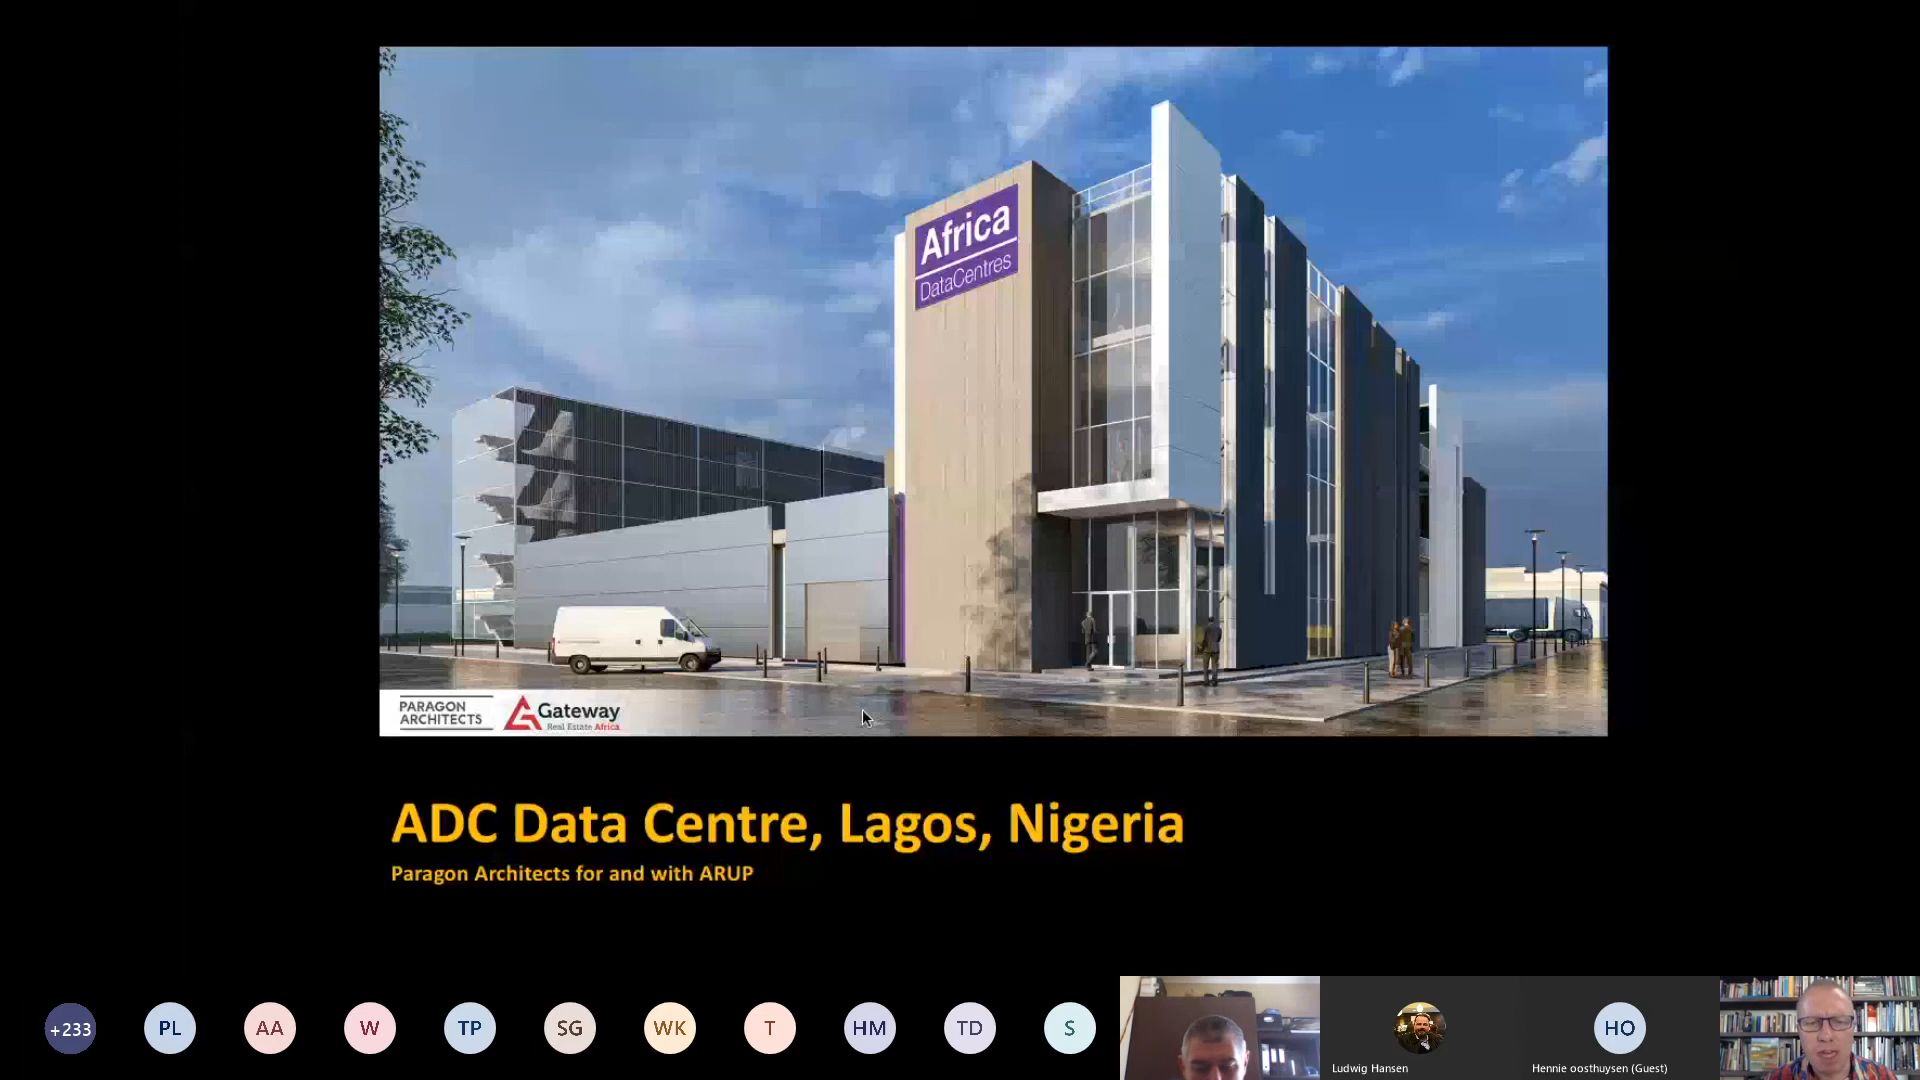 Africa
DataCentres
PARAGON
ARCHITECTS
Gateway
Real Estate Africa
ADC Data Centre, Lagos, Nigeria
Paragon Architects for and with ARUP
+233
PL
AA
W
TP
SG
WK
T
HM
TD
S
HO
Ludwig Hansen
Hennie oosthuysen (Guest)